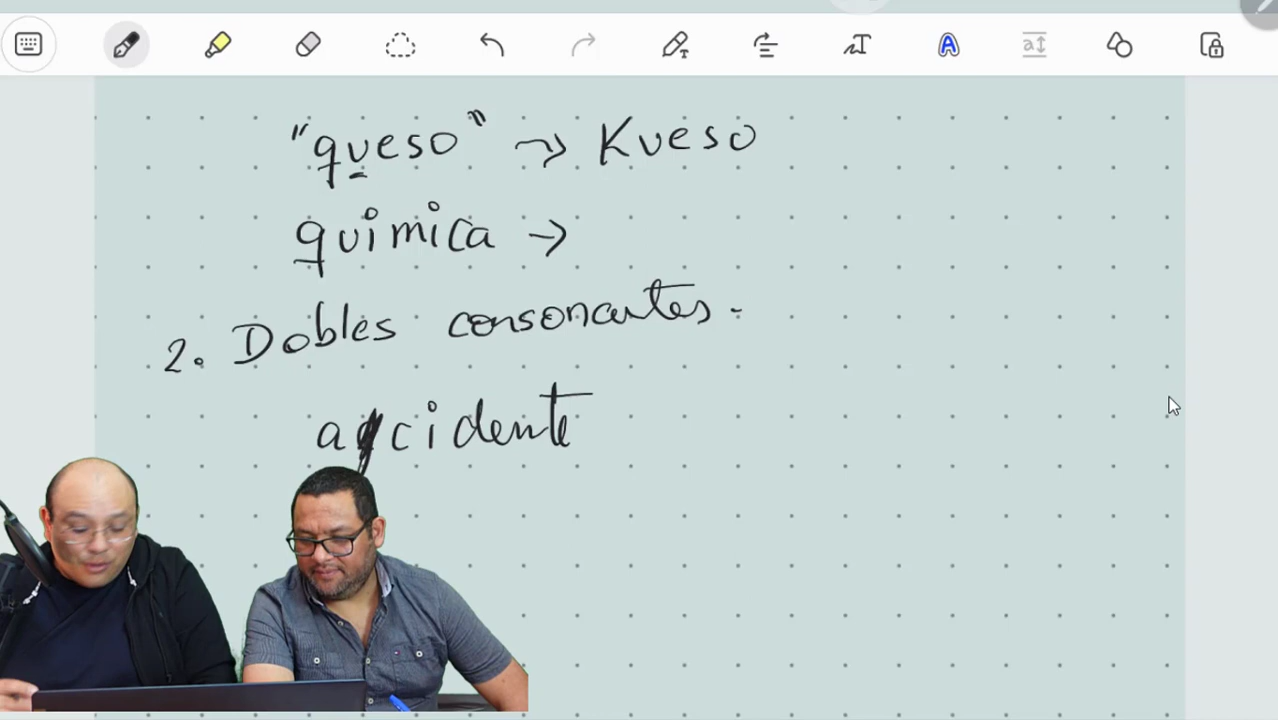 "queso" → Kueso
quimica →
2. Dobles consonantes.
accidente